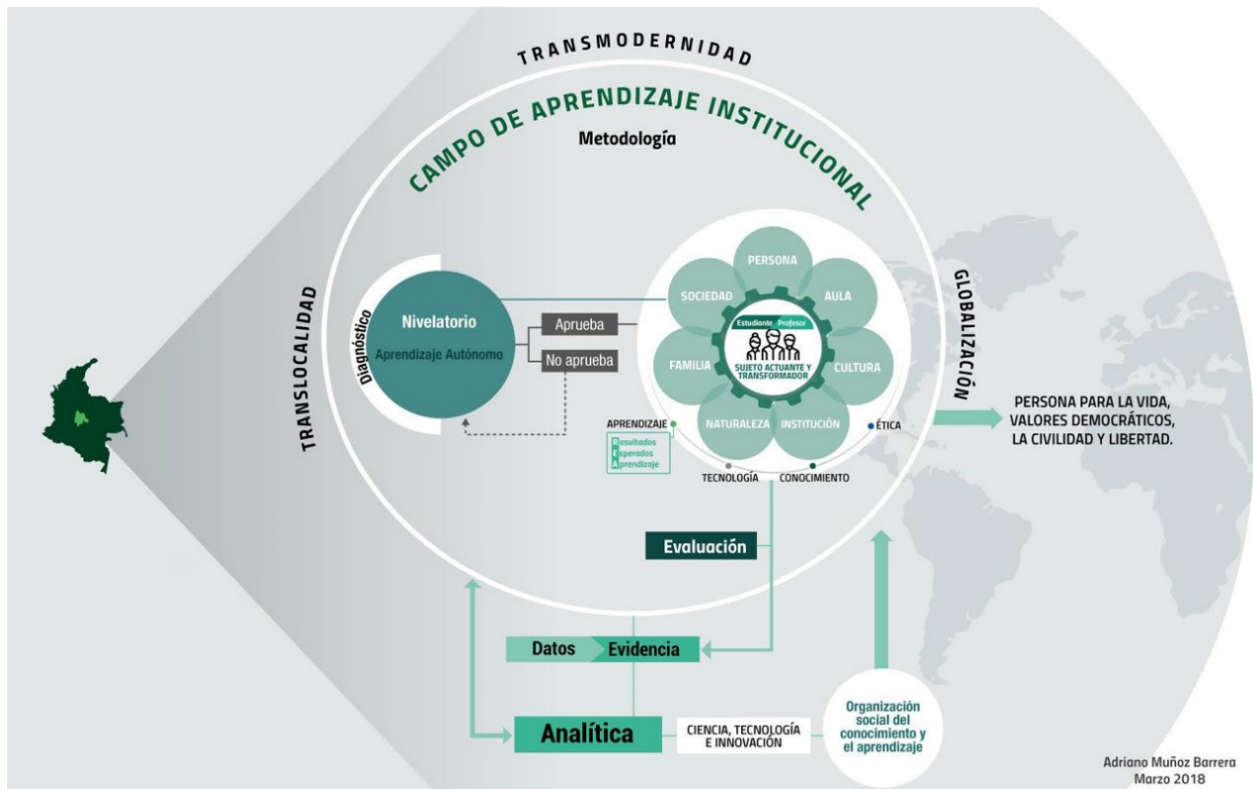 TRANSMODERNIDAD
CAMPO DE APRENDIZAJE INSTITUCIONAL
Metodología
TRANSLOCALIDAD
GLOBALIZACIÓN
Diagnóstico
Nivelatorio
Aprendizaje Autónomo
Aprueba
No aprueba
PERSONA
SOCIEDAD
AULA
FAMILIA
CULTURA
NATURALEZA
INSTITUCIÓN
Estudiante Profesor
SUJETO ACTUANTE Y
TRANSFORMADOR
APRENDIZAJE
Resultados
Esperados
Aprendizaje
TECNOLOGÍA
CONOCIMIENTO
ÉTICA
PERSONA PARA LA VIDA,
VALORES DEMOCRÁTICOS,
LA CIVILIDAD Y LIBERTAD.
Evaluación
Datos
Evidencia
Analítica
CIENCIA, TECNOLOGÍA
E INNOVACIÓN
Organización
social del
conocimiento y
el aprendizaje
Adriano Muñoz Barrera
Marzo 2018